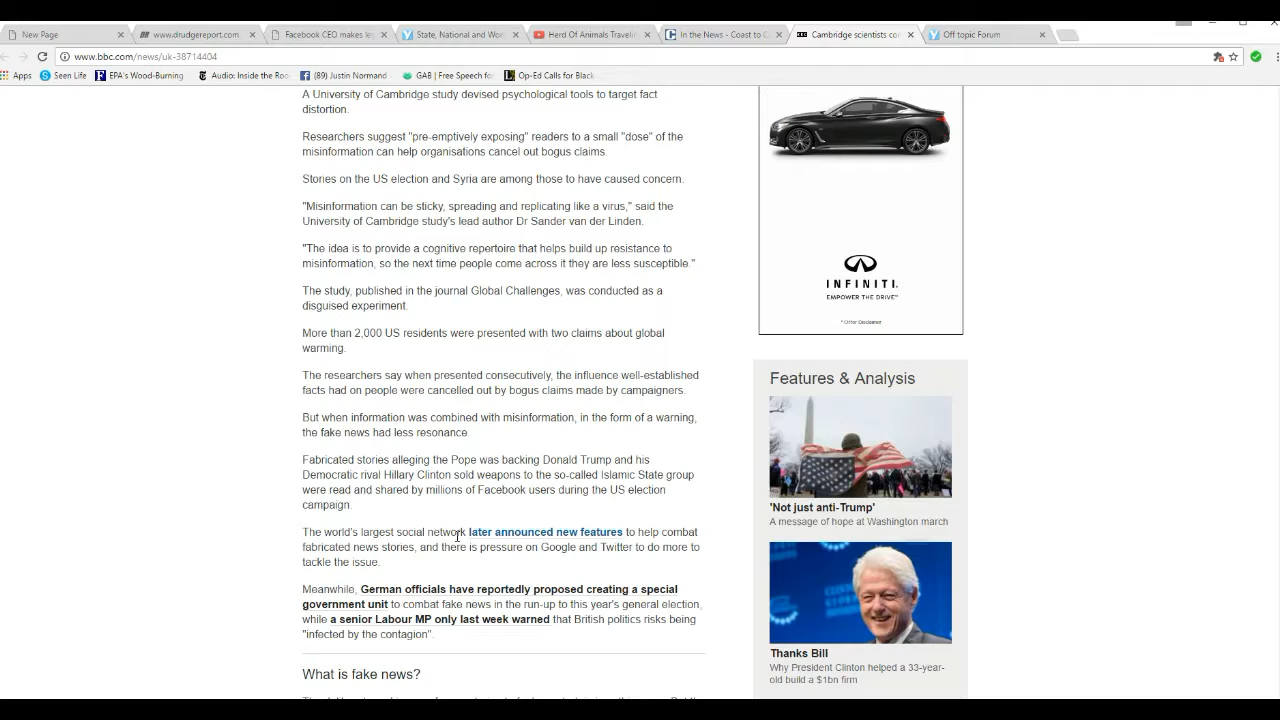 New Page
www.drudgereport.com
Facebook CEO makes le
State, National and Wor
Herd Of Animals Travelin
In the News - Coast to C
Cambridge scientists co
Off topic Forum
www.bbc.com/news/uk-38714404
Apps
Seen Life
EPA's Wood-Burning
Audio: Inside the Ro
(89) Justin Normand
GAB | Free Speech fo
Op-Ed Calls for Black
A University of Cambridge study devised psychological tools to target fact
distortion.
Researchers suggest "pre-emptively exposing" readers to a small "dose" of the
misinformation can help organisations cancel out bogus claims.
Stories on the US election and Syria are among those to have caused concern.
"Misinformation can be sticky, spreading and replicating like a virus," said the
University of Cambridge study's lead author Dr Sander van der Linden.
"The idea is to provide a cognitive repertoire that helps build up resistance to
misinformation, so the next time people come across it they are less susceptible."
The study, published in the journal Global Challenges, was conducted as a
disguised experiment.
More than 2,000 US residents were presented with two claims about global
warming.
The researchers say when presented consecutively, the influence well-established
facts had on people were cancelled out by bogus claims made by campaigners.
But when information was combined with misinformation, in the form of a warning,
the fake news had less resonance.
Fabricated stories alleging the Pope was backing Donald Trump and his
Democratic rival Hillary Clinton sold weapons to the so-called Islamic State group
were read and shared by millions of Facebook users during the US election
campaign.
The world's largest social network later announced new features to help combat
fabricated news stories, and there is pressure on Google and Twitter to do more to
tackle the issue.
Meanwhile, German officials have reportedly proposed creating a special
government unit to combat fake news in the run-up to this year's general election,
while a senior Labour MP only last week warned that British politics risks being
"infected by the contagion".
What is fake news?
INFINITI.
EMPOWER THE DRIVE
* Offer Disclaimer
Features & Analysis
'Not just anti-Trump'
A message of hope at Washington march
Thanks Bill
Why President Clinton helped a 33-year-
old build a $1bn firm